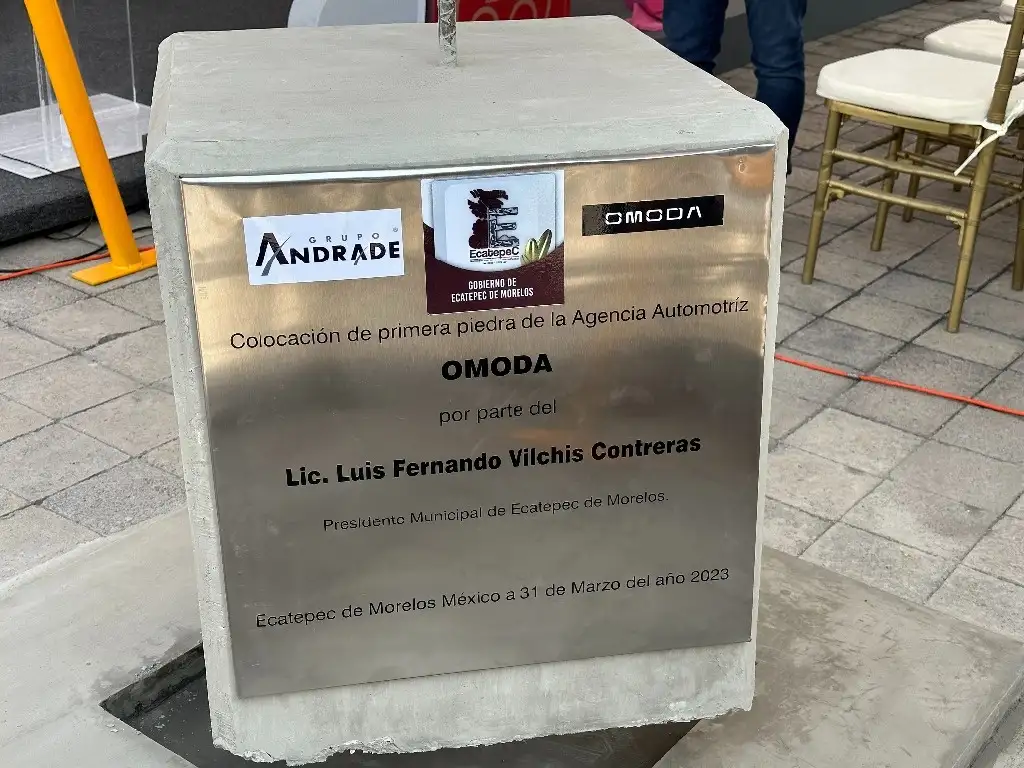 GRUPO
ANDRADE
EcatepeC
GOBIERNO DE
ECATEPEC DE MORELOS
OMODA
Colocación de primera piedra de la Agencia Automotríz
OMODA
por parte del
Lic. Luis Fernando Vilchis Contreras
Presidente Municipal de Ecatepec de Morelos.
Ecatepec de Morelos México a 31 de Marzo del año 2023